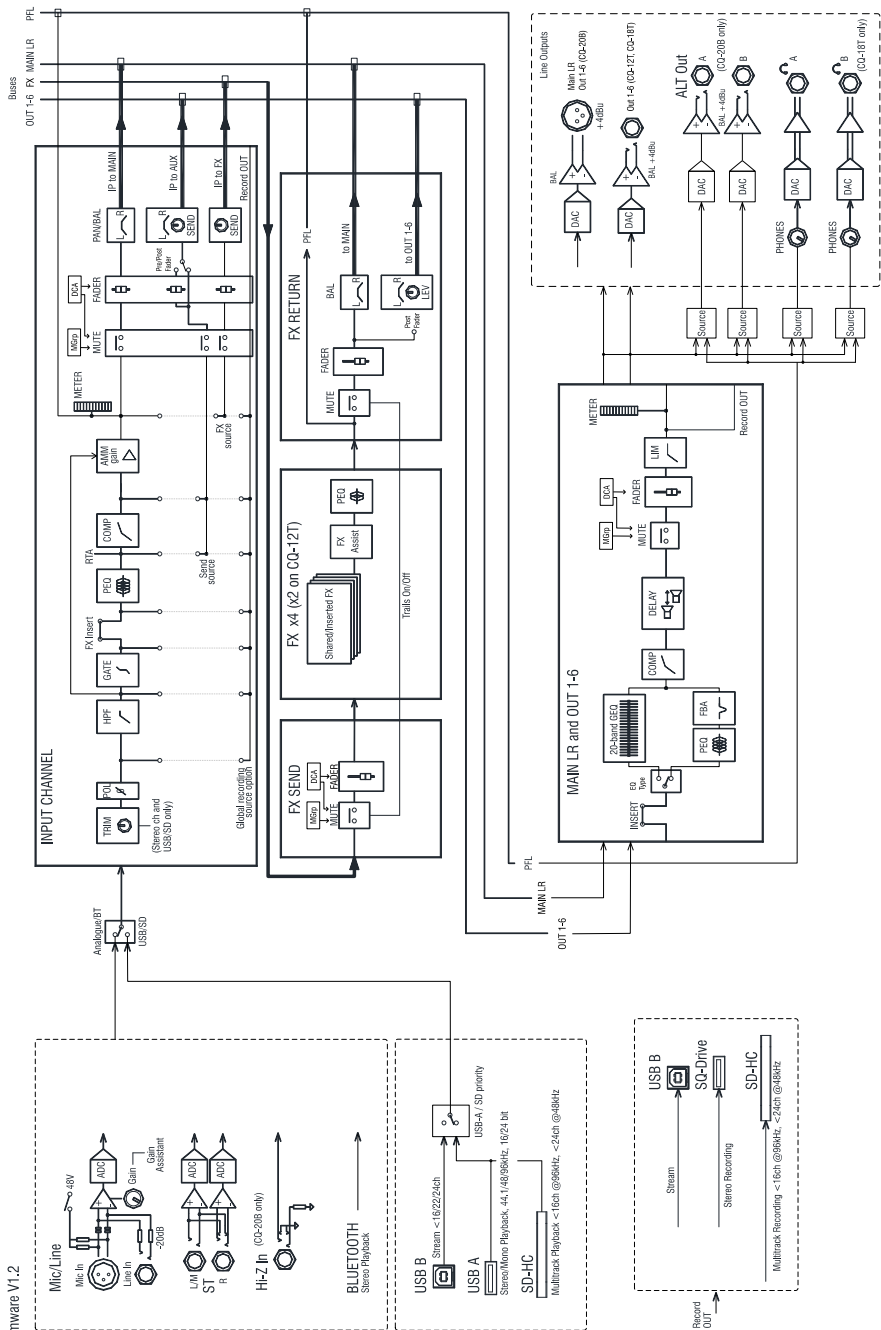 mware V1.2
Mic/Line
Mic In
Line In
48V
-20dB
ADC
Gain
Gain
Assistant
L/M
ST
R
ADC
ADC
Hi-Z In (CQ-20B only)
BLUETOOTH
Stereo Playback
USB B
Stream <16/22/24ch
USB A
Stereo/Mono Playback, 44.1/48/96kHz, 16/24 bit
SD-HC
Multitrack Playback <16ch @96kHz, <24ch @48kHz
USB-A / SD priority
Record
OUT
Stream
USB B
Stereo Recording
SQ-Drive
SD-HC
Multitrack Recording <16ch @96kHz, <24ch @48kHz
Analogue/BT
USB/SD
INPUT CHANNEL
TRIM
(Stereo ch and
USB/SD only)
POL
HPF
GATE
FX Insert
PEQ
RTA
COMP
AMM
gain
METER
Global recording
source option
Send
source
FX
source
MGrp
MUTE
DCA
FADER
Pre/Post
Fader
PAN/BAL
L
R
L
R
SEND
SEND
Record OUT
IP to MAIN
IP to AUX
IP to FX
Buses
OUT 1-6
FX
MAIN LR
PFL
FX SEND
MGrp
MUTE
DCA
FADER
FX x4 (x2 on CQ-12T)
Shared/Inserted FX
FX
Assist
PEQ
Trails On/Off
FX RETURN
MUTE
FADER
PFL
BAL
L
R
Post
Fader
L
R
LEV
to MAIN
to OUT 1-6
OUT 1-6
MAIN LR
PFL
MAIN LR and OUT 1-6
INSERT
EQ
Type
20-band GEQ
PEQ
FBA
COMP
DELAY
MGrp
MUTE
DCA
FADER
LIM
METER
Record OUT
Source
Source
Source
Source
Line Outputs
DAC
BAL
+
-
Main LR
Out 1-6 (CQ-20B)
+4dBu
DAC
+
-
BAL +4dBu
Out 1-6 (CQ-12T, CQ-18T)
ALT Out
DAC
+
-
A
(CQ-20B only)
DAC
+
-
BAL +4dBu
B
PHONES
DAC
A
PHONES
DAC
B
(CQ-18T only)